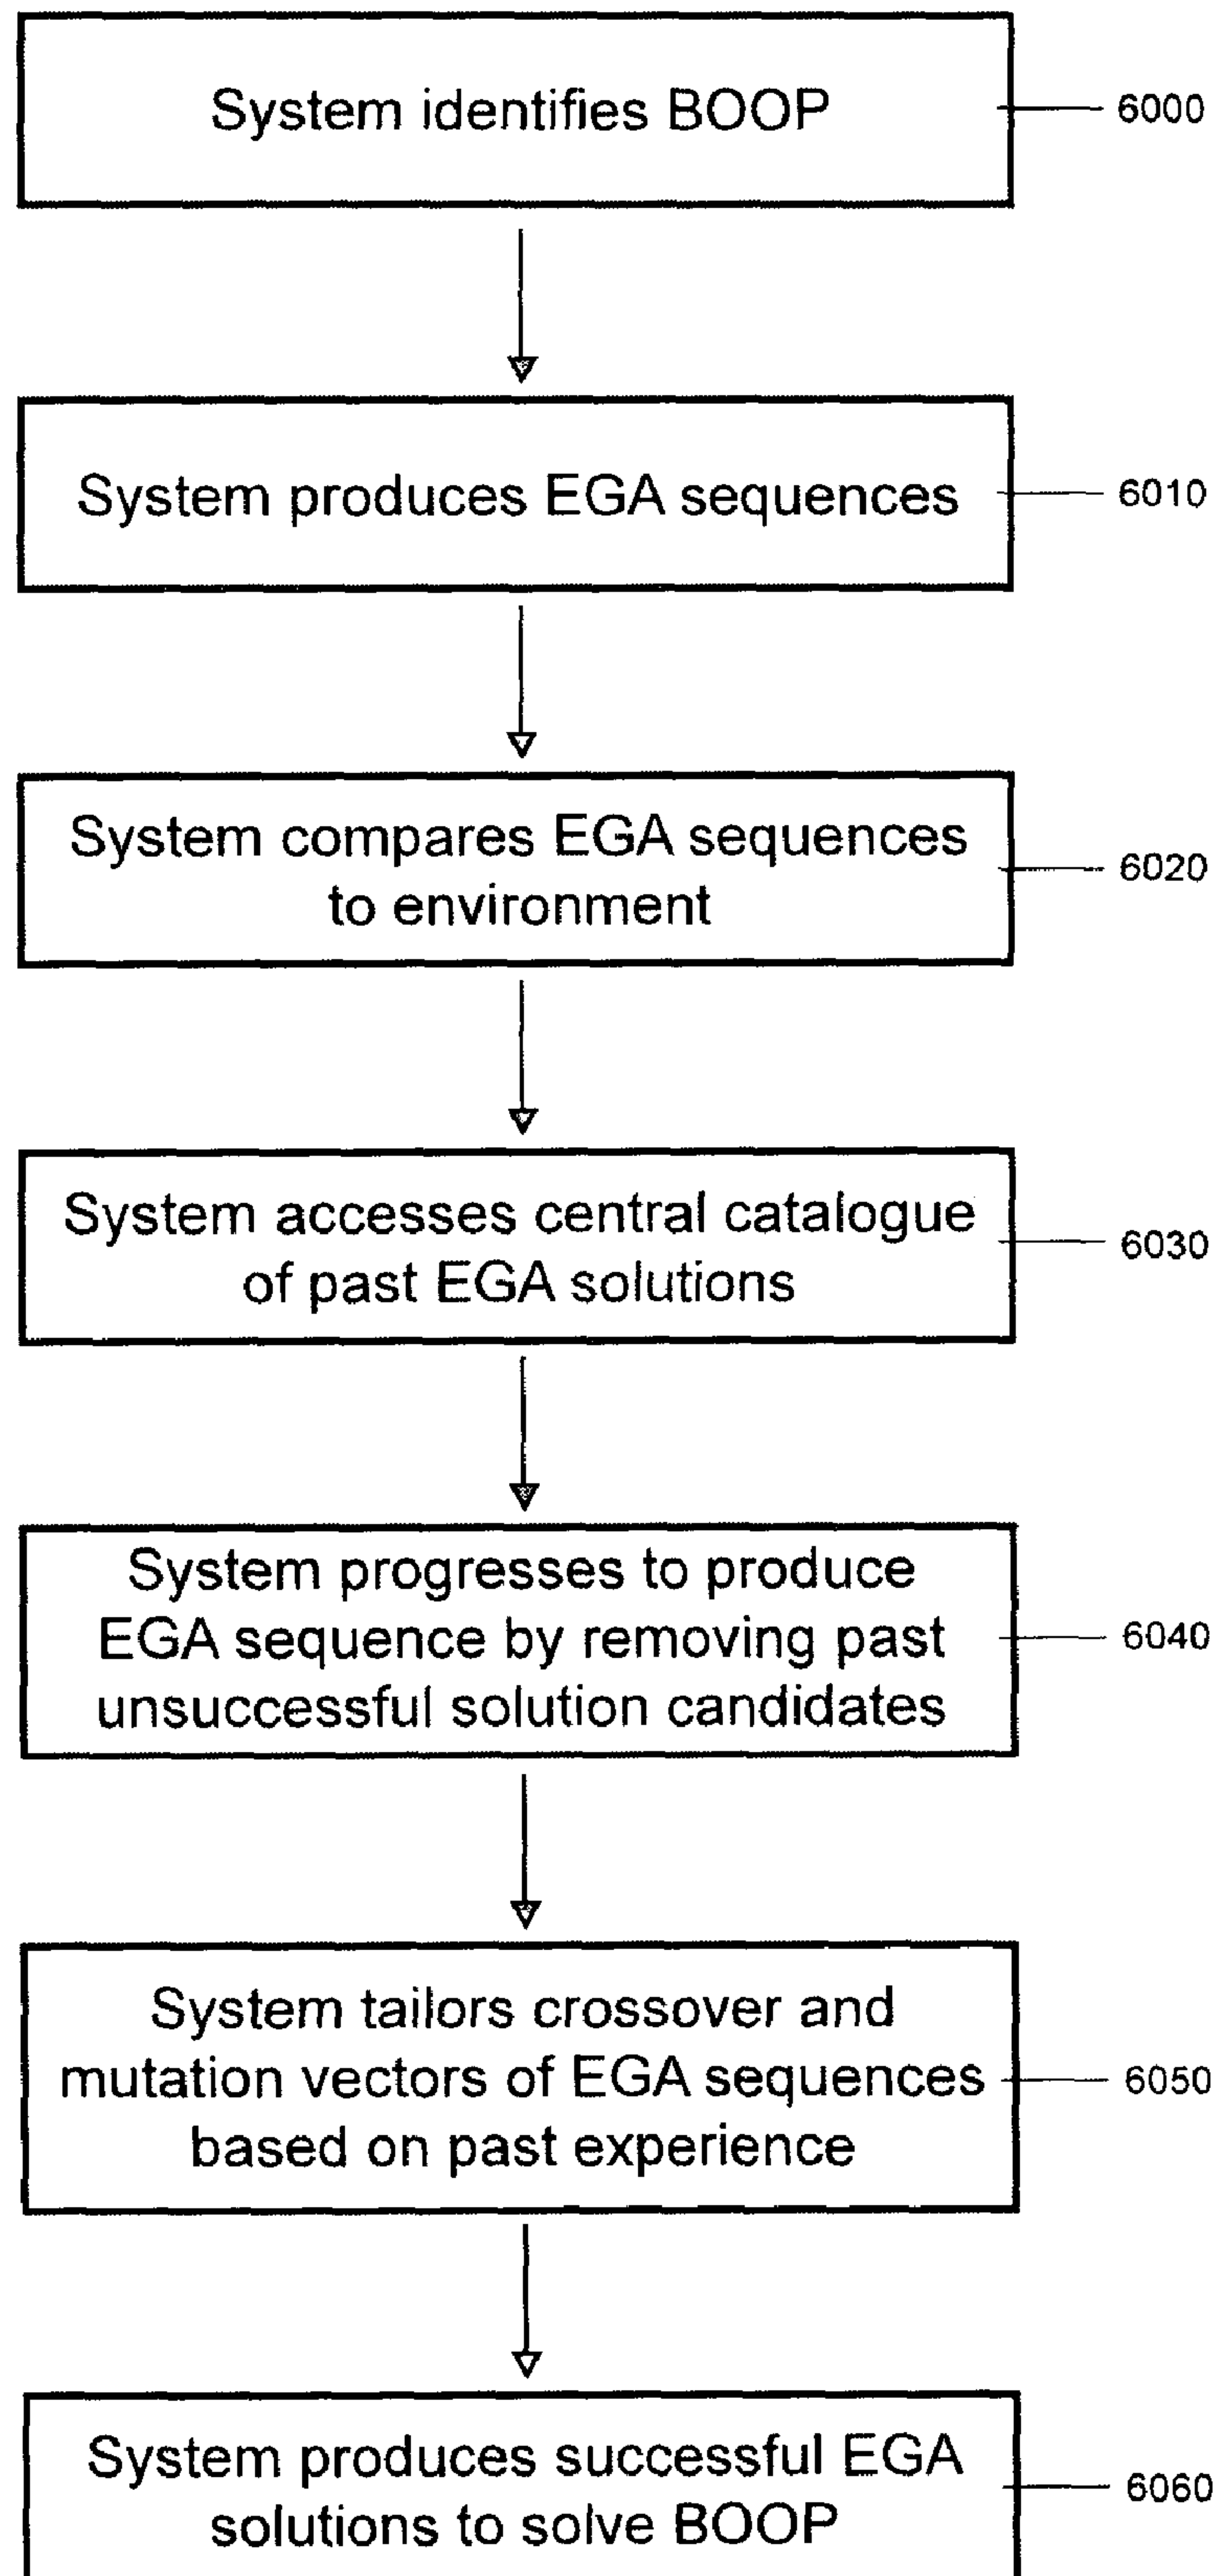 System identifies BOOP
6000
System produces EGA sequences
6010
System compares EGA sequences
to environment
6020
System accesses central catalogue
of past EGA solutions
6030
System progresses to produce
EGA sequence by removing past
unsuccessful solution candidates
6040
System tailors crossover and
mutation vectors of EGA sequences
based on past experience
6050
System produces successful EGA
solutions to solve BOOP
6060